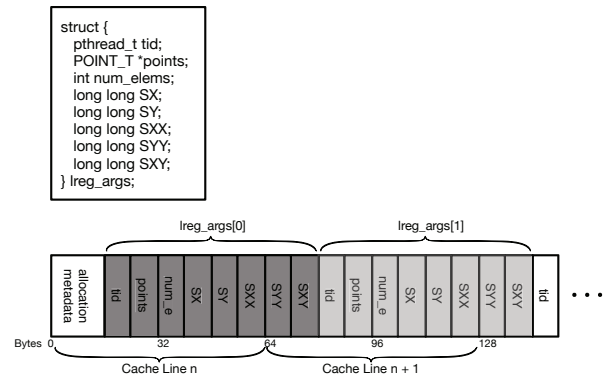 struct {
pthread_t tid;
POINT_T *points;
int num_elems;
long long SX;
long long SY;
long long SXX;
long long SYY;
long long SXY;
} lreg_args;
lreg_args[0]
lreg_args[1]
allocation
metadata
tid
points
num_e
SX
SY
SXX
SYY
SXY
tid
points
num_e
SX
SY
SXX
SYY
SXY
tid
• • •
Bytes 0 32 64 96 128
Cache Line n
Cache Line n + 1